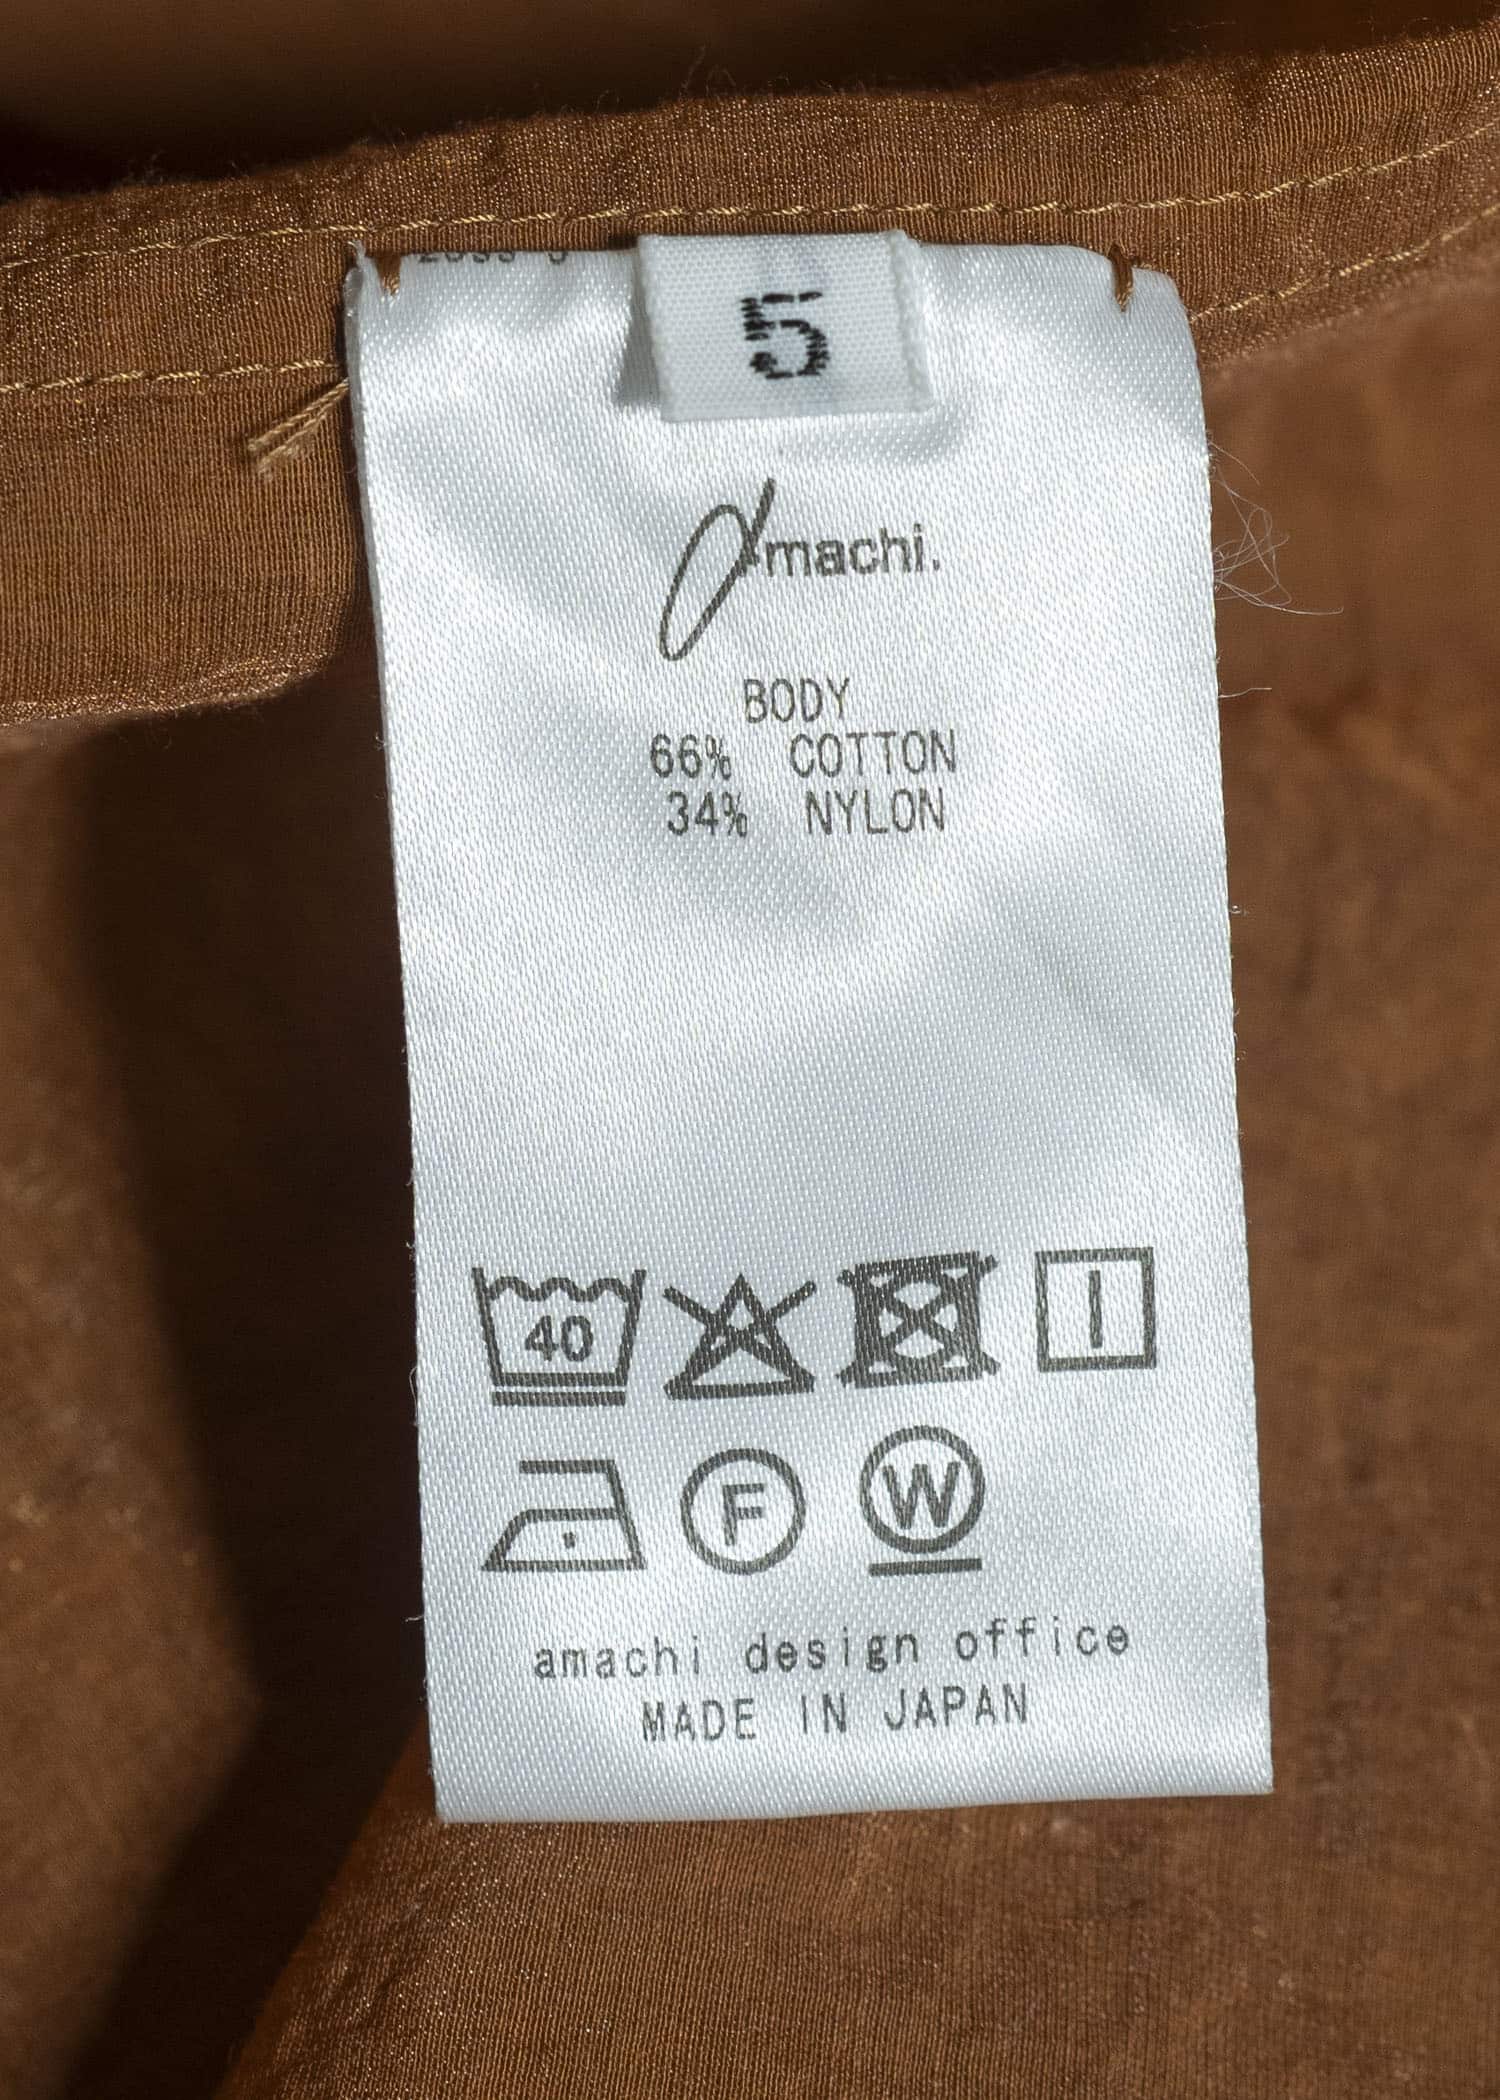 5
amachi.
BODY
66% COTTON
34% NYLON
40
F W
amachi design office
MADE IN JAPAN